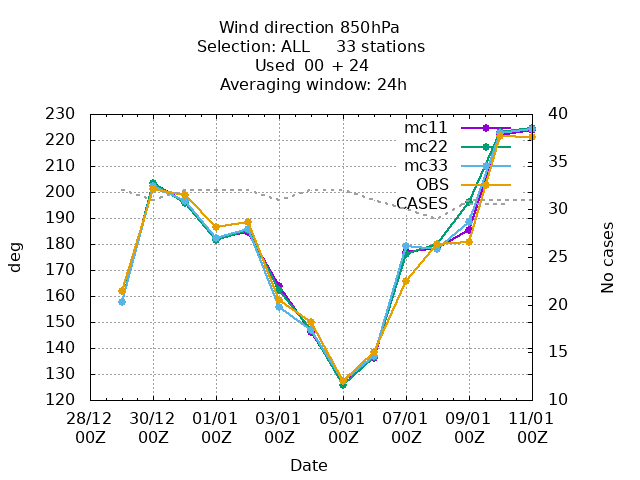 Wind direction 850hPa
Selection: ALL 33 stations
Used 00 + 24
Averaging window: 24h
230
220
210
200
190
180
170
160
150
140
130
120
40
35
30
25
20
15
10
mc11
mc22
mc33
OBS
CASES
deg
No cases
28/12 30/12 01/01 03/01 05/01 07/01 09/01 11/01
00Z 00Z 00Z 00Z 00Z 00Z 00Z 00Z
Date